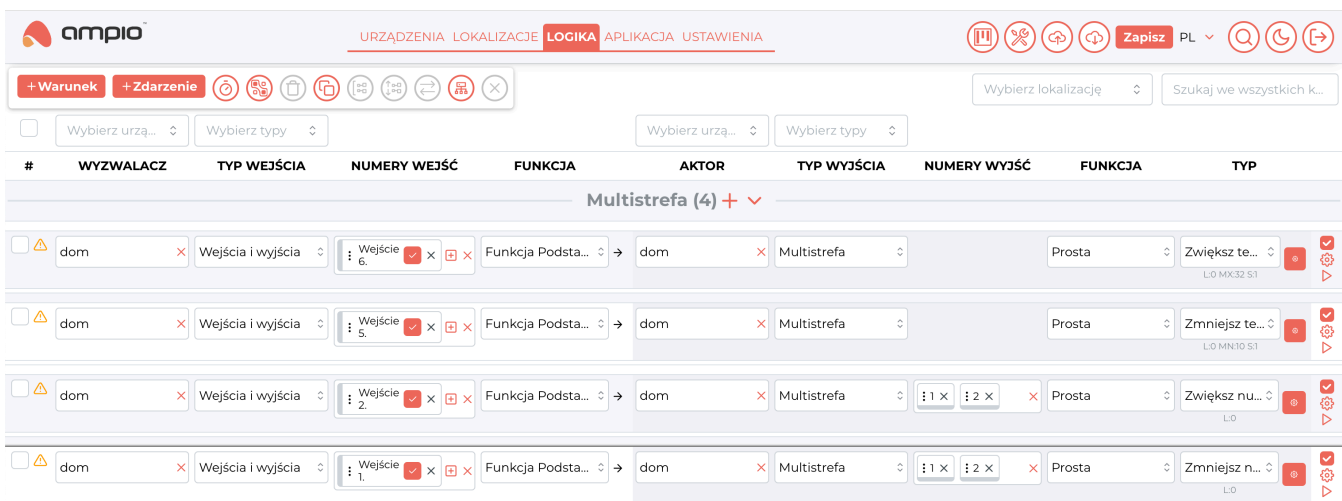 ampio™
URZĄDZENIA LOKALIZACJE LOGIKA APLIKACJA USTAWIENIA
Zapisz PL
+Warunek +Zdarzenie
Wybierz lokalizację Szukaj we wszystkich k...
Wybierz urzą... Wybierz typy Wybierz urzą... Wybierz typy
# WYZWALACZ TYP WEJŚCIA NUMERY WEJŚĆ FUNKCJA AKTOR TYP WYJŚCIA NUMERY WYJŚĆ FUNKCJA TYP
Multistrefa (4)
dom Wejścia i wyjścia Wejście 6. Funkcja Podsta... dom Multistrefa Prosta Zwiększ te...
L:0 MX:32 S:1
dom Wejścia i wyjścia Wejście 5. Funkcja Podsta... dom Multistrefa Prosta Zmniejsz te...
L:0 MN:10 S:1
dom Wejścia i wyjścia Wejście 2. Funkcja Podsta... dom Multistrefa 1 2 Prosta Zwiększ nu...
L:0
dom Wejścia i wyjścia Wejście 1. Funkcja Podsta... dom Multistrefa 1 2 Prosta Zmniejsz n...
L:0